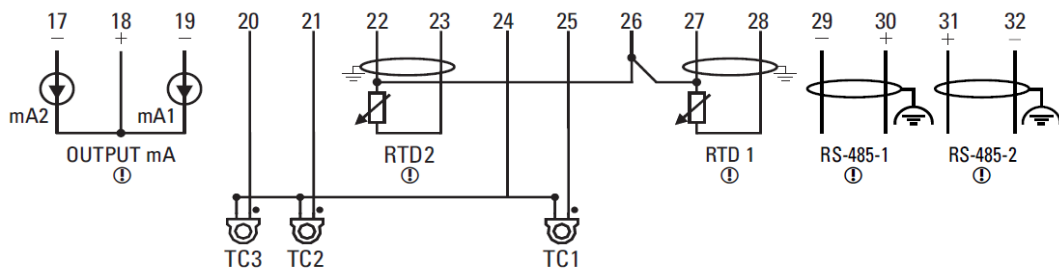 17 18 19 20 21 22 23 24 25 26 27 28 29 30 31 32
− + − − + + −
mA2 mA1
OUTPUT mA RTD2 RTD 1 RS-485-1 RS-485-2
! ! ! ! !
TC3 TC2 TC1